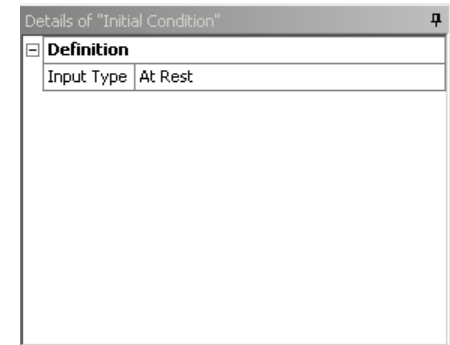 Details of "Initial Condition"
Definition
Input Type At Rest